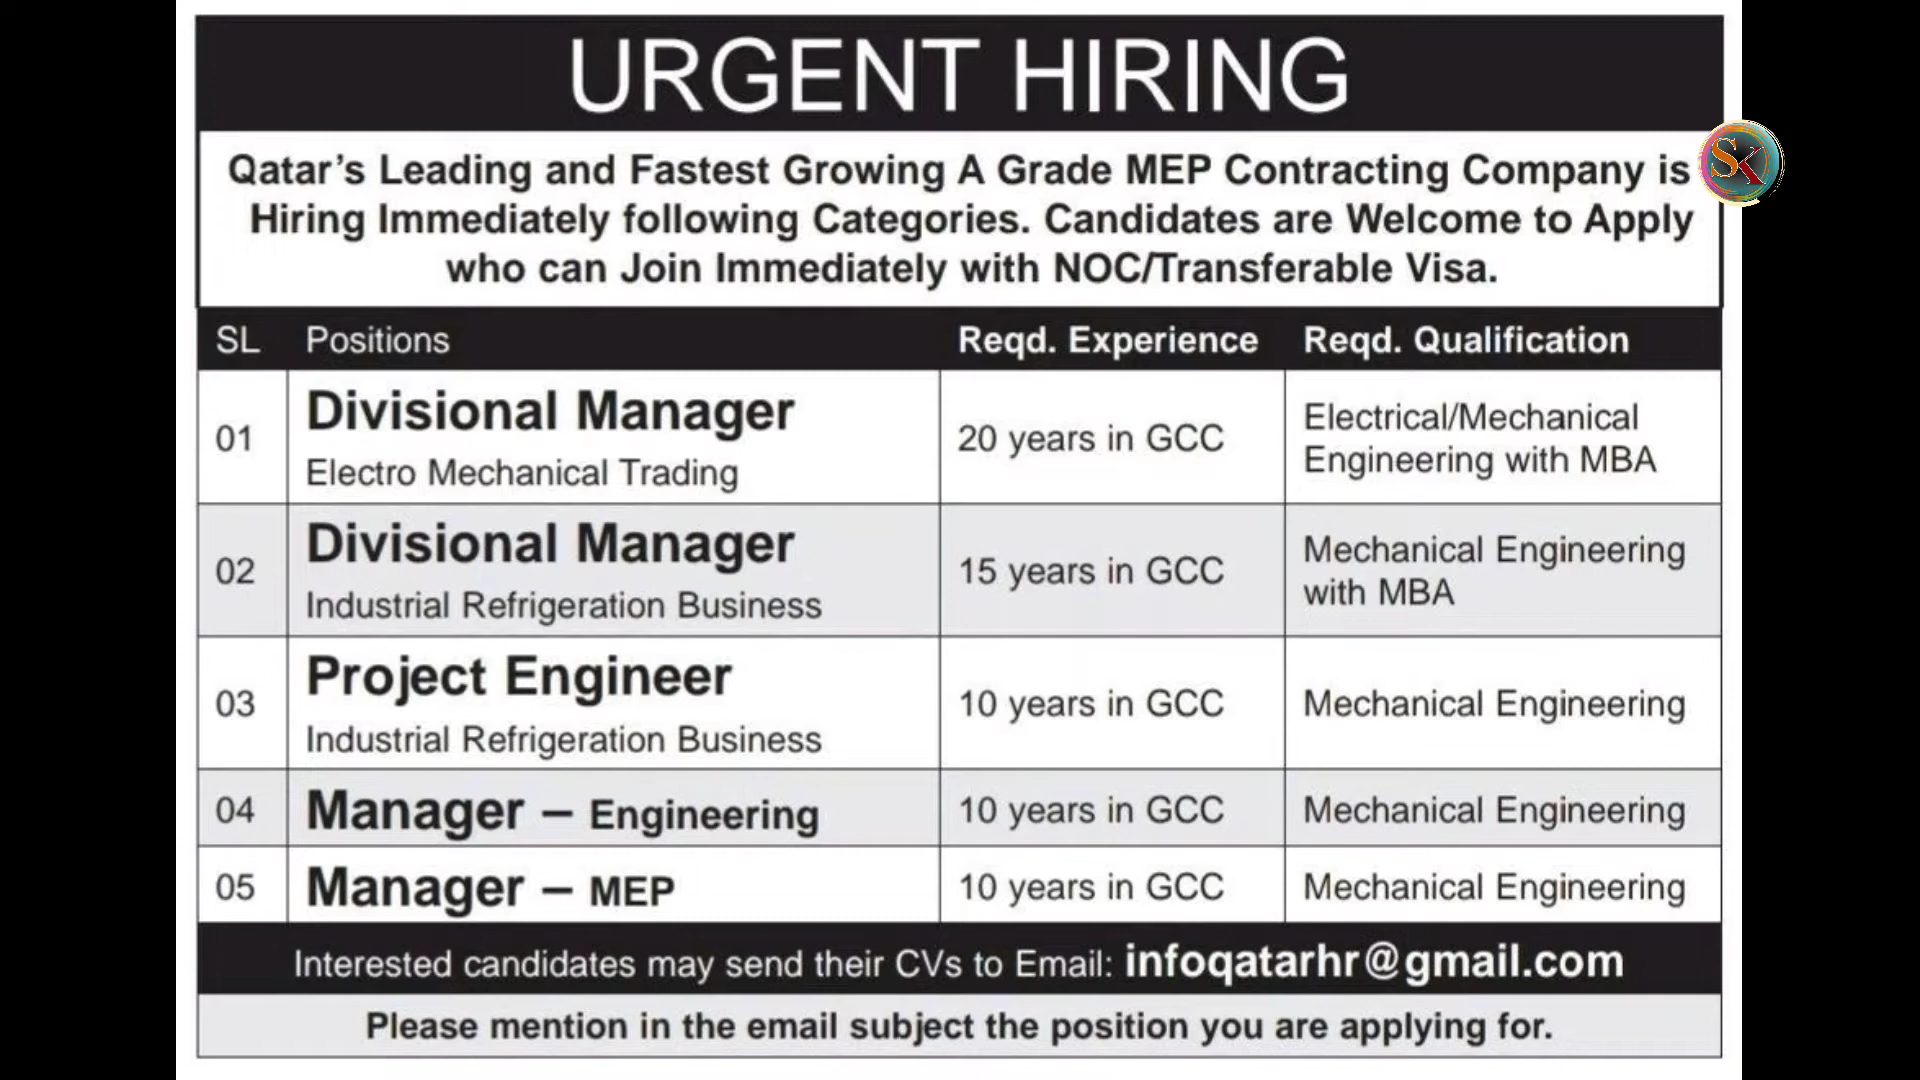 URGENT HIRING
Qatar's Leading and Fastest Growing A Grade MEP Contracting Company is
Hiring Immediately following Categories. Candidates are Welcome to Apply
who can Join Immediately with NOC/Transferable Visa.
SL Positions Reqd. Experience Reqd. Qualification
01 Divisional Manager
Electro Mechanical Trading
20 years in GCC
Electrical/Mechanical
Engineering with MBA
02 Divisional Manager
Industrial Refrigeration Business
15 years in GCC
Mechanical Engineering
with MBA
03 Project Engineer
Industrial Refrigeration Business
10 years in GCC
Mechanical Engineering
04 Manager – Engineering 10 years in GCC Mechanical Engineering
05 Manager – MEP 10 years in GCC Mechanical Engineering
Interested candidates may send their CVs to Email: infoqatarhr@gmail.com
Please mention in the email subject the position you are applying for.
SK